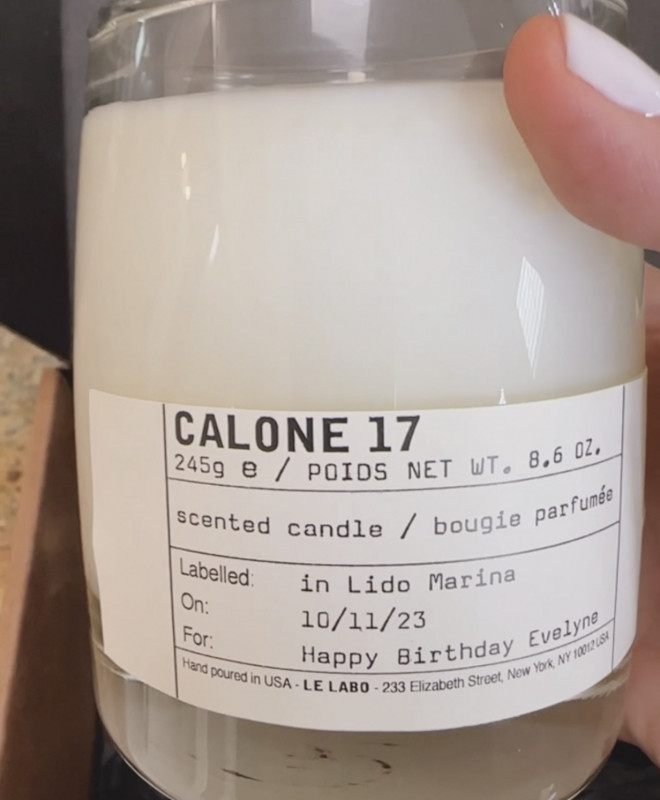 CALONE 17
245g e / POIDS NET WT. 8.6 OZ.
scented candle / bougie parfumée
Labelled: in Lido Marina
On: 10/11/23
For: Happy Birthday Evelyne
Hand poured in USA - LE LABO - 233 Elizabeth Street, New York, NY 10012 USA